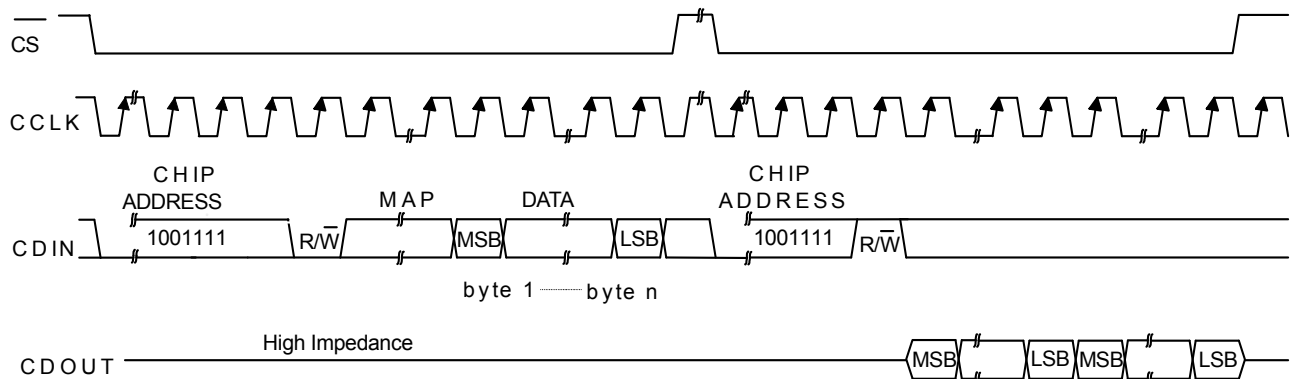 CS
CCLK
CHIP
ADDRESS
MAP
DATA
CHIP
ADDRESS
CDIN
1001111
R/W
MSB
LSB
1001111
R/W
byte 1 ........ byte n
High Impedance
CDOUT
MSB
LSB
MSB
LSB